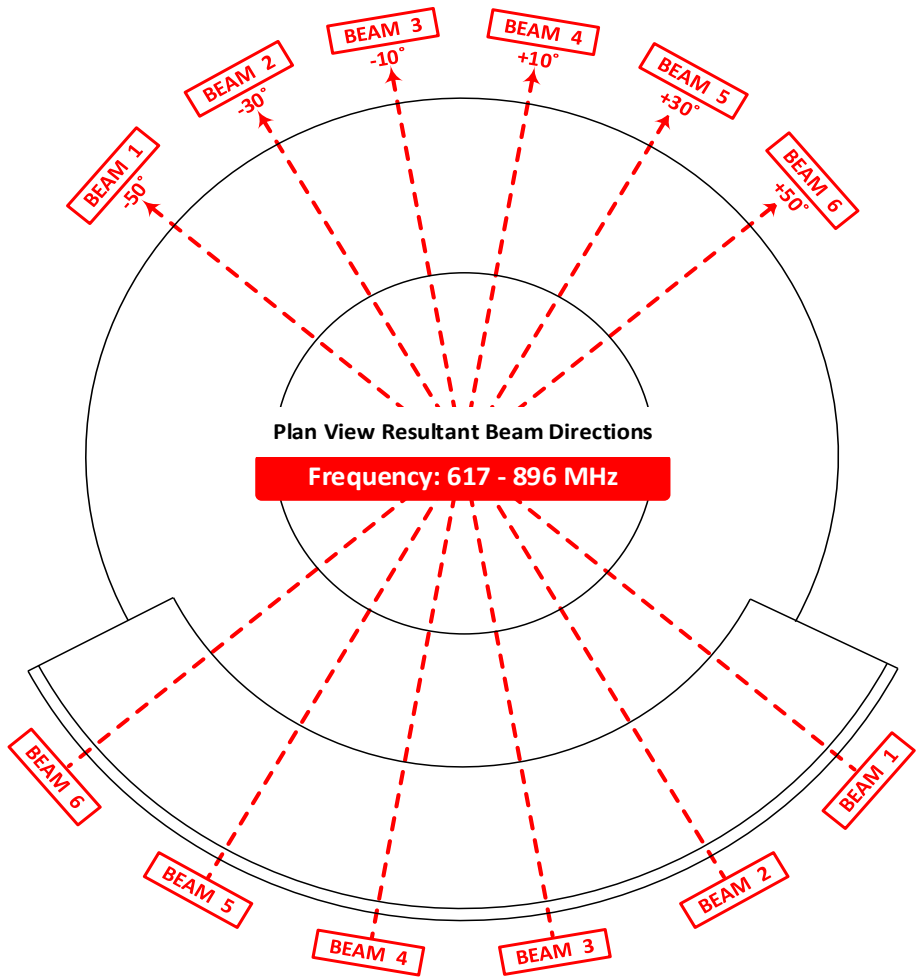 BEAM 3
-10°
BEAM 4
+10°
BEAM 2
-30°
BEAM 5
+30°
BEAM 1
-50°
BEAM 6
+50°
Plan View Resultant Beam Directions
Frequency: 617 - 896 MHz
BEAM 6
BEAM 1
BEAM 5
BEAM 2
BEAM 4
BEAM 3